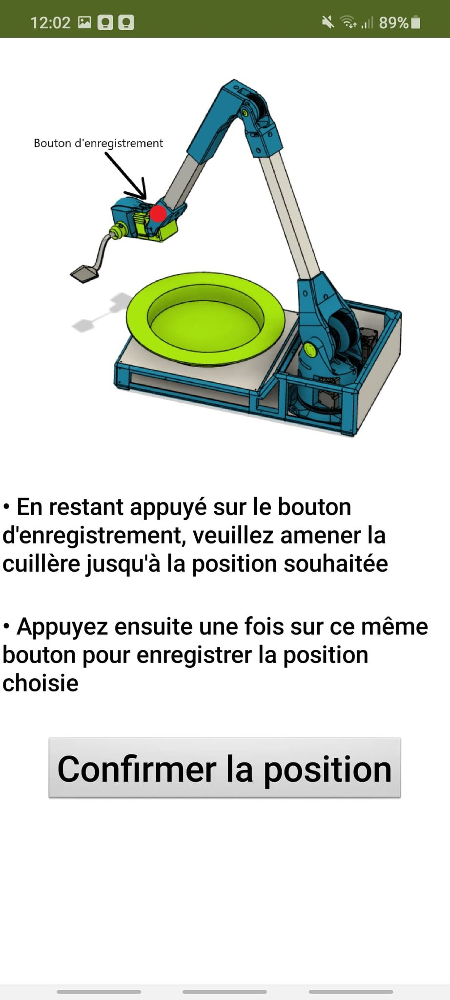 12:02
89%
Bouton d'enregistrement
• En restant appuyé sur le bouton
d'enregistrement, veuillez amener la
cuillère jusqu'à la position souhaitée
• Appuyez ensuite une fois sur ce même
bouton pour enregistrer la position
choisie
Confirmer la position